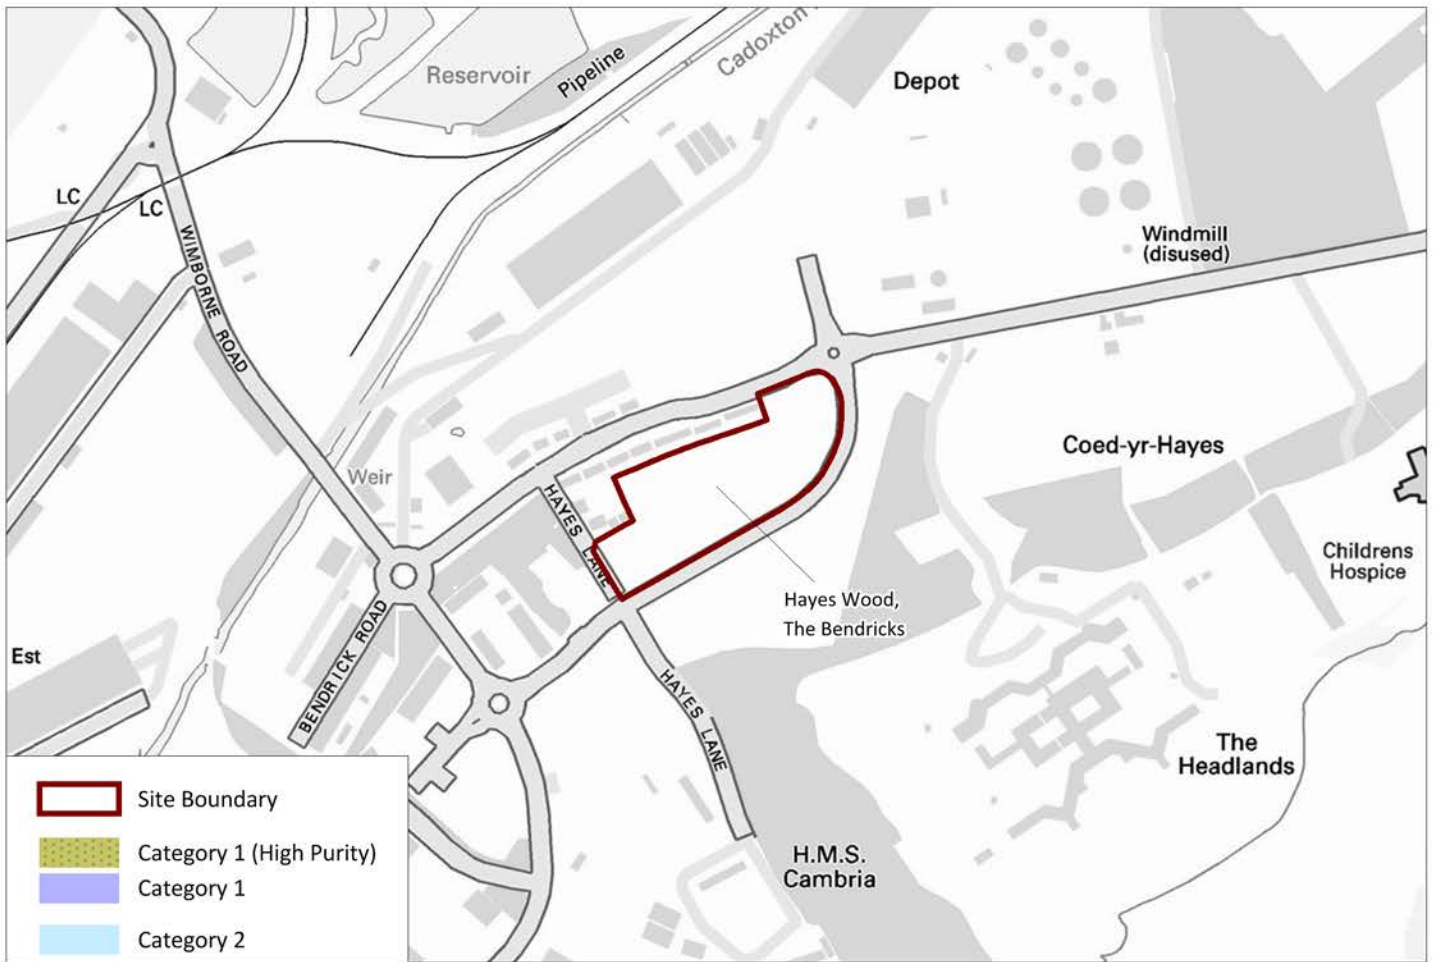 Reservoir
Pipeline
Cadoxton
Depot
LC
LC
WIMBORNE ROAD
Windmill
(disused)
Weir
HAYES LANE
Coed-yr-Hayes
Childrens
Hospice
Hayes Wood,
The Bendricks
Est
BENDRICK ROAD
HAYES LANE
The
Headlands
H.M.S.
Cambria
Site Boundary
Category 1 (High Purity)
Category 1
Category 2